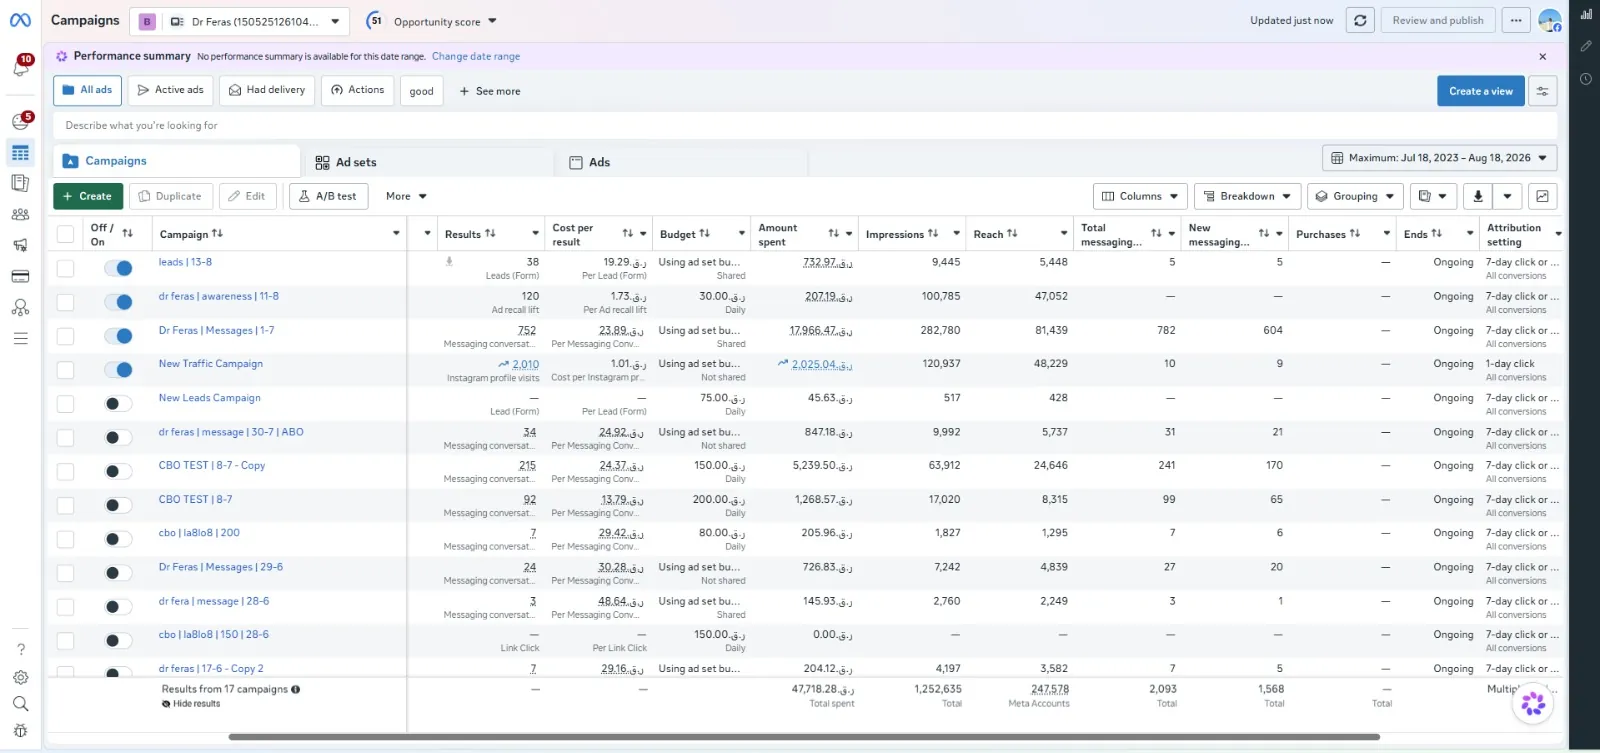 Campaigns
B
Dr Feras (150525126104...
51
Opportunity score
Updated just now
Review and publish
10
Performance summary No performance summary is available for this date range. Change date range
All ads
Active ads
Had delivery
Actions
good
+ See more
Create a view
5
Describe what you're looking for
Campaigns
Ad sets
Ads
Maximum: Jul 18, 2023 – Aug 18, 2026
+ Create
Duplicate
Edit
A/B test
More
Columns
Breakdown
Grouping
Off / On
Campaign
Results
Cost per result
Budget
Amount spent
Impressions
Reach
Total messaging...
New messaging...
Purchases
Ends
Attribution setting
leads | 13-8 38 ر.ق.19.29 Using ad set bu... ر.ق.732.97 9,445 5,448 5 5 — Ongoing 7-day click or ...
Leads (Form) Per Lead (Form) Shared All conversions
dr feras | awareness | 11-8 120 ر.ق.1.73 ر.ق.30.00 ر.ق.207.19 100,785 47,052 — — — Ongoing 7-day click or ...
Ad recall lift Per Ad recall lift Daily All conversions
Dr Feras | Messages | 1-7 752 ر.ق.23.89 Using ad set bu... ر.ق.17,966.47 282,780 81,439 782 604 — Ongoing 7-day click or ...
Messaging conversat... Per Messaging Conv... Shared All conversions
New Traffic Campaign 2,010 ر.ق.1.01 Using ad set bu... ر.ق.2,025.04 120,937 48,229 10 9 — Ongoing 1-day click
Instagram profile visits Cost per Instagram pr... Not shared All conversions
New Leads Campaign — — ر.ق.75.00 ر.ق.45.63 517 428 — — — Ongoing 7-day click or ...
Lead (Form) Per Lead (Form) Daily All conversions
dr feras | message | 30-7 | ABO 34 ر.ق.24.92 Using ad set bu... ر.ق.847.18 9,992 5,737 31 21 — Ongoing 7-day click or ...
Messaging conversat... Per Messaging Conv... Not shared All conversions
CBO TEST | 8-7 - Copy 215 ر.ق.24.37 ر.ق.150.00 ر.ق.5,239.50 63,912 24,646 241 170 — Ongoing 7-day click or ...
Messaging conversat... Per Messaging Conv... Daily All conversions
CBO TEST | 8-7 92 ر.ق.13.79 ر.ق.200.00 ر.ق.1,268.57 17,020 8,315 99 65 — Ongoing 7-day click or ...
Messaging conversat... Per Messaging Conv... Daily All conversions
cbo | la8lo8 | 200 7 ر.ق.29.42 ر.ق.80.00 ر.ق.205.96 1,827 1,295 7 6 — Ongoing 7-day click or ...
Messaging conversat... Per Messaging Conv... Daily All conversions
Dr Feras | Messages | 29-6 24 ر.ق.30.28 Using ad set bu... ر.ق.726.83 7,242 4,839 27 20 — Ongoing 7-day click or ...
Messaging conversat... Per Messaging Conv... Not shared All conversions
dr fera | message | 28-6 3 ر.ق.48.64 Using ad set bu... ر.ق.145.93 2,760 2,249 3 1 — Ongoing 7-day click or ...
Messaging conversat... Per Messaging Conv... Shared All conversions
cbo | la8lo8 | 150 | 28-6 — — ر.ق.150.00 ر.ق.0.00 — — — — — Ongoing 7-day click or ...
Link Click Per Link Click Daily All conversions
dr feras | 17-6 - Copy 2 7 ر.ق.29.16 Using ad set bu... ر.ق.204.12 4,197 3,582 7 5 — Ongoing 7-day click or ...
Results from 17 campaigns — — ر.ق.47,718.28 1,252,635 247,578 2,093 1,568 —
Hide results Total spent Total Meta Accounts Total Total Total